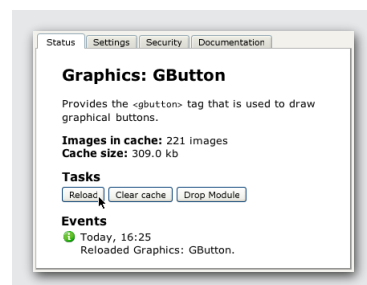 Status Settings Security Documentation
Graphics: GButton
Provides the <gbutton> tag that is used to draw
graphical buttons.
Images in cache: 221 images
Cache size: 309.0 kb
Tasks
Reload Clear cache Drop Module
Events
Today, 16:25
Reloaded Graphics: GButton.